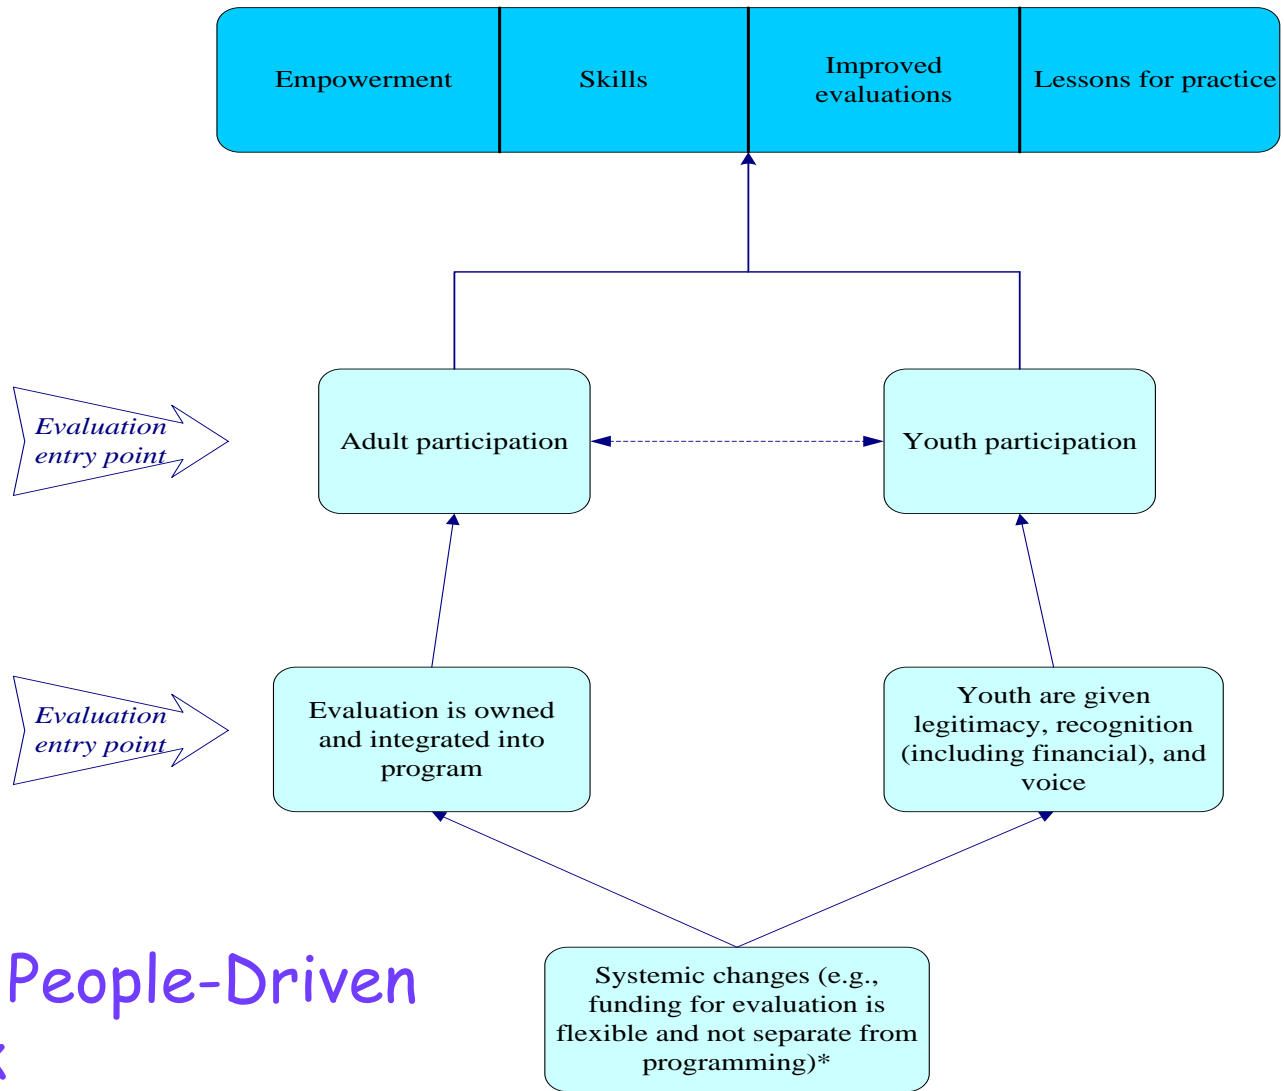 Empowerment
Skills
Improved
evaluations
Lessons for practice
Evaluation
entry point
Adult participation
Youth participation
Evaluation
entry point
Evaluation is owned
and integrated into
program
Youth are given
legitimacy, recognition
(including financial), and
voice
People-Driven
Systemic changes (e.g.,
funding for evaluation is
flexible and not separate from
programming)*